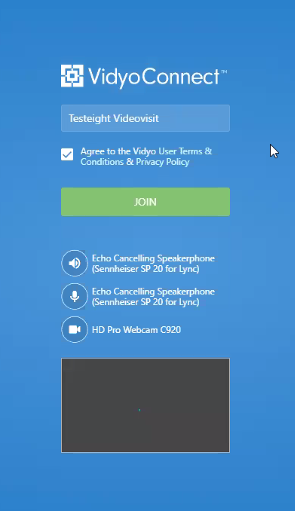 VidyoConnect™
Testeight Videovisit
Agree to the Vidyo User Terms &
Conditions & Privacy Policy
JOIN
Echo Cancelling Speakerphone
(Sennheiser SP 20 for Lync)
Echo Cancelling Speakerphone
(Sennheiser SP 20 for Lync)
HD Pro Webcam C920